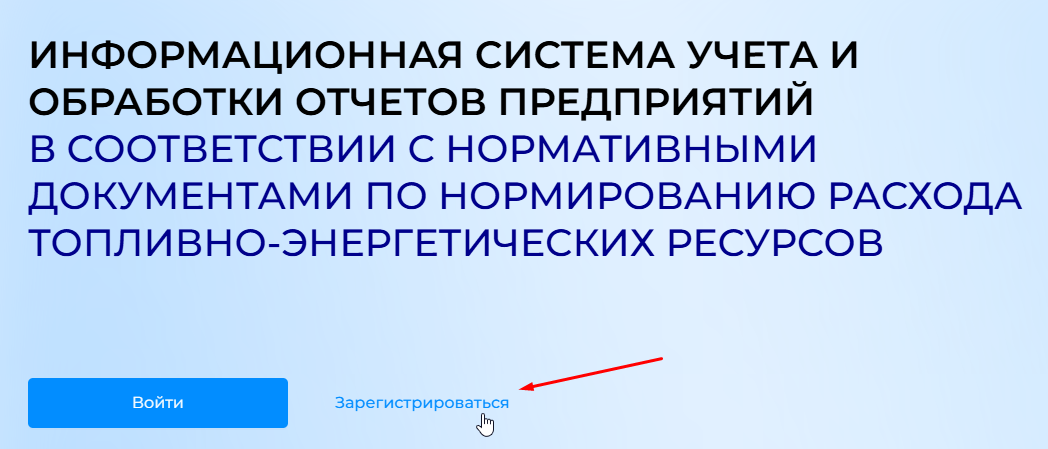 ИНФОРМАЦИОННАЯ СИСТЕМА УЧЕТА И
ОБРАБОТКИ ОТЧЕТОВ ПРЕДПРИЯТИЙ
В СООТВЕТСТВИИ С НОРМАТИВНЫМИ
ДОКУМЕНТАМИ ПО НОРМИРОВАНИЮ РАСХОДА
ТОПЛИВНО-ЭНЕРГЕТИЧЕСКИХ РЕСУРСОВ
Войти
Зарегистрироваться